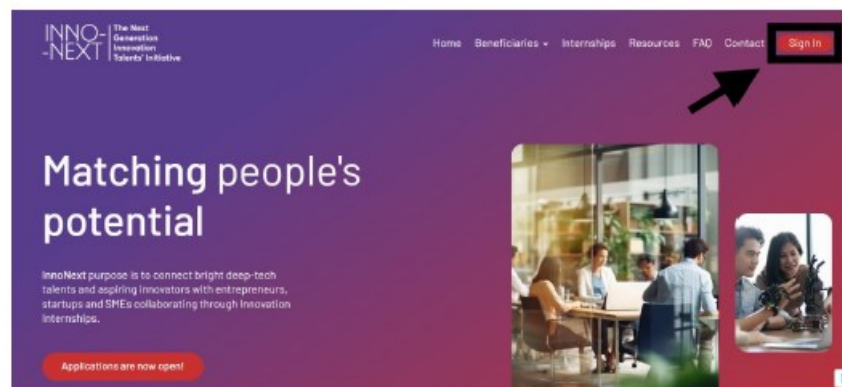 INNO-
-NEXT
The Next
Generation
Innovation
Talents' Initiative
Home Beneficiaries Internships Resources FAQ Contact Sign In
Matching people's
potential
InnoNext purpose is to connect bright deep-tech
talents and aspiring innovators with entrepreneurs,
startups and SMEs collaborating through Innovation
Internships.
Applications are now open!